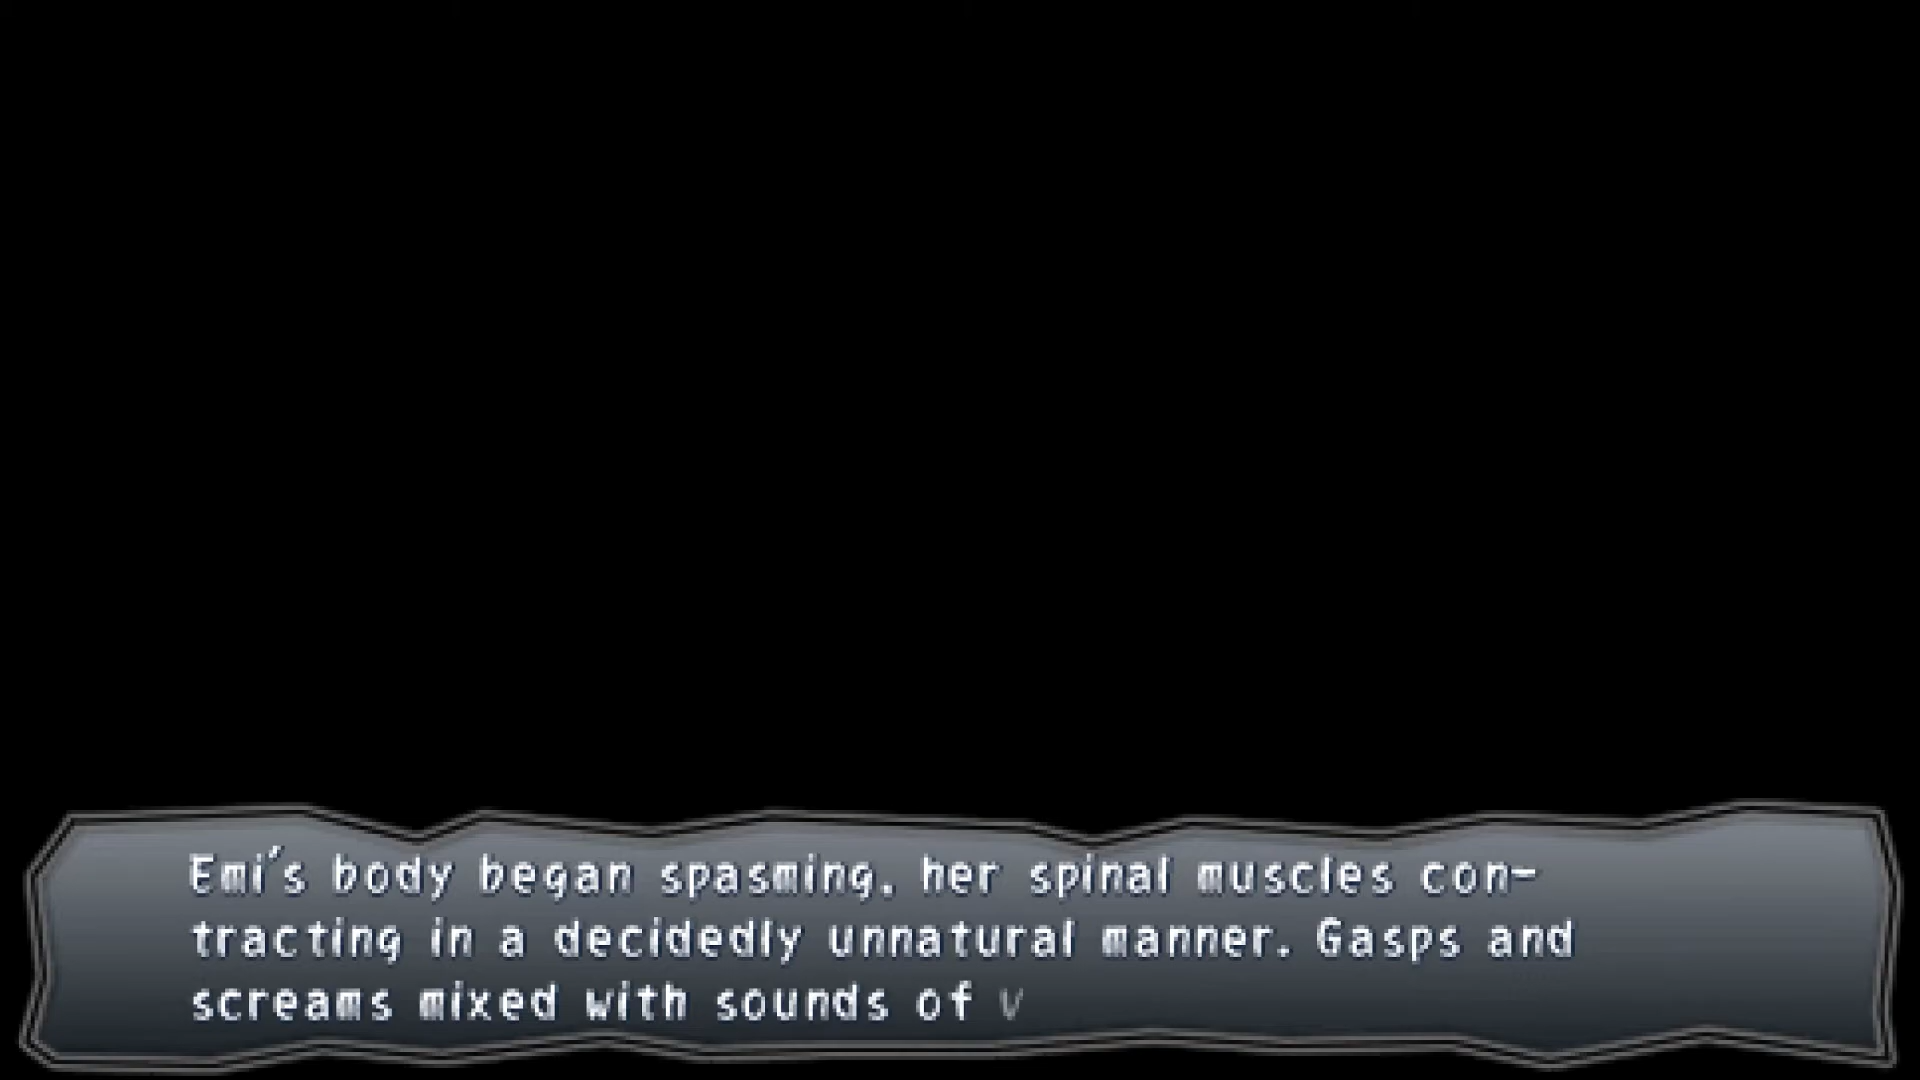 Emi's body began spasming, her spinal muscles con-
tracting in a decidedly unnatural manner. Gasps and
screams mixed with sounds of v